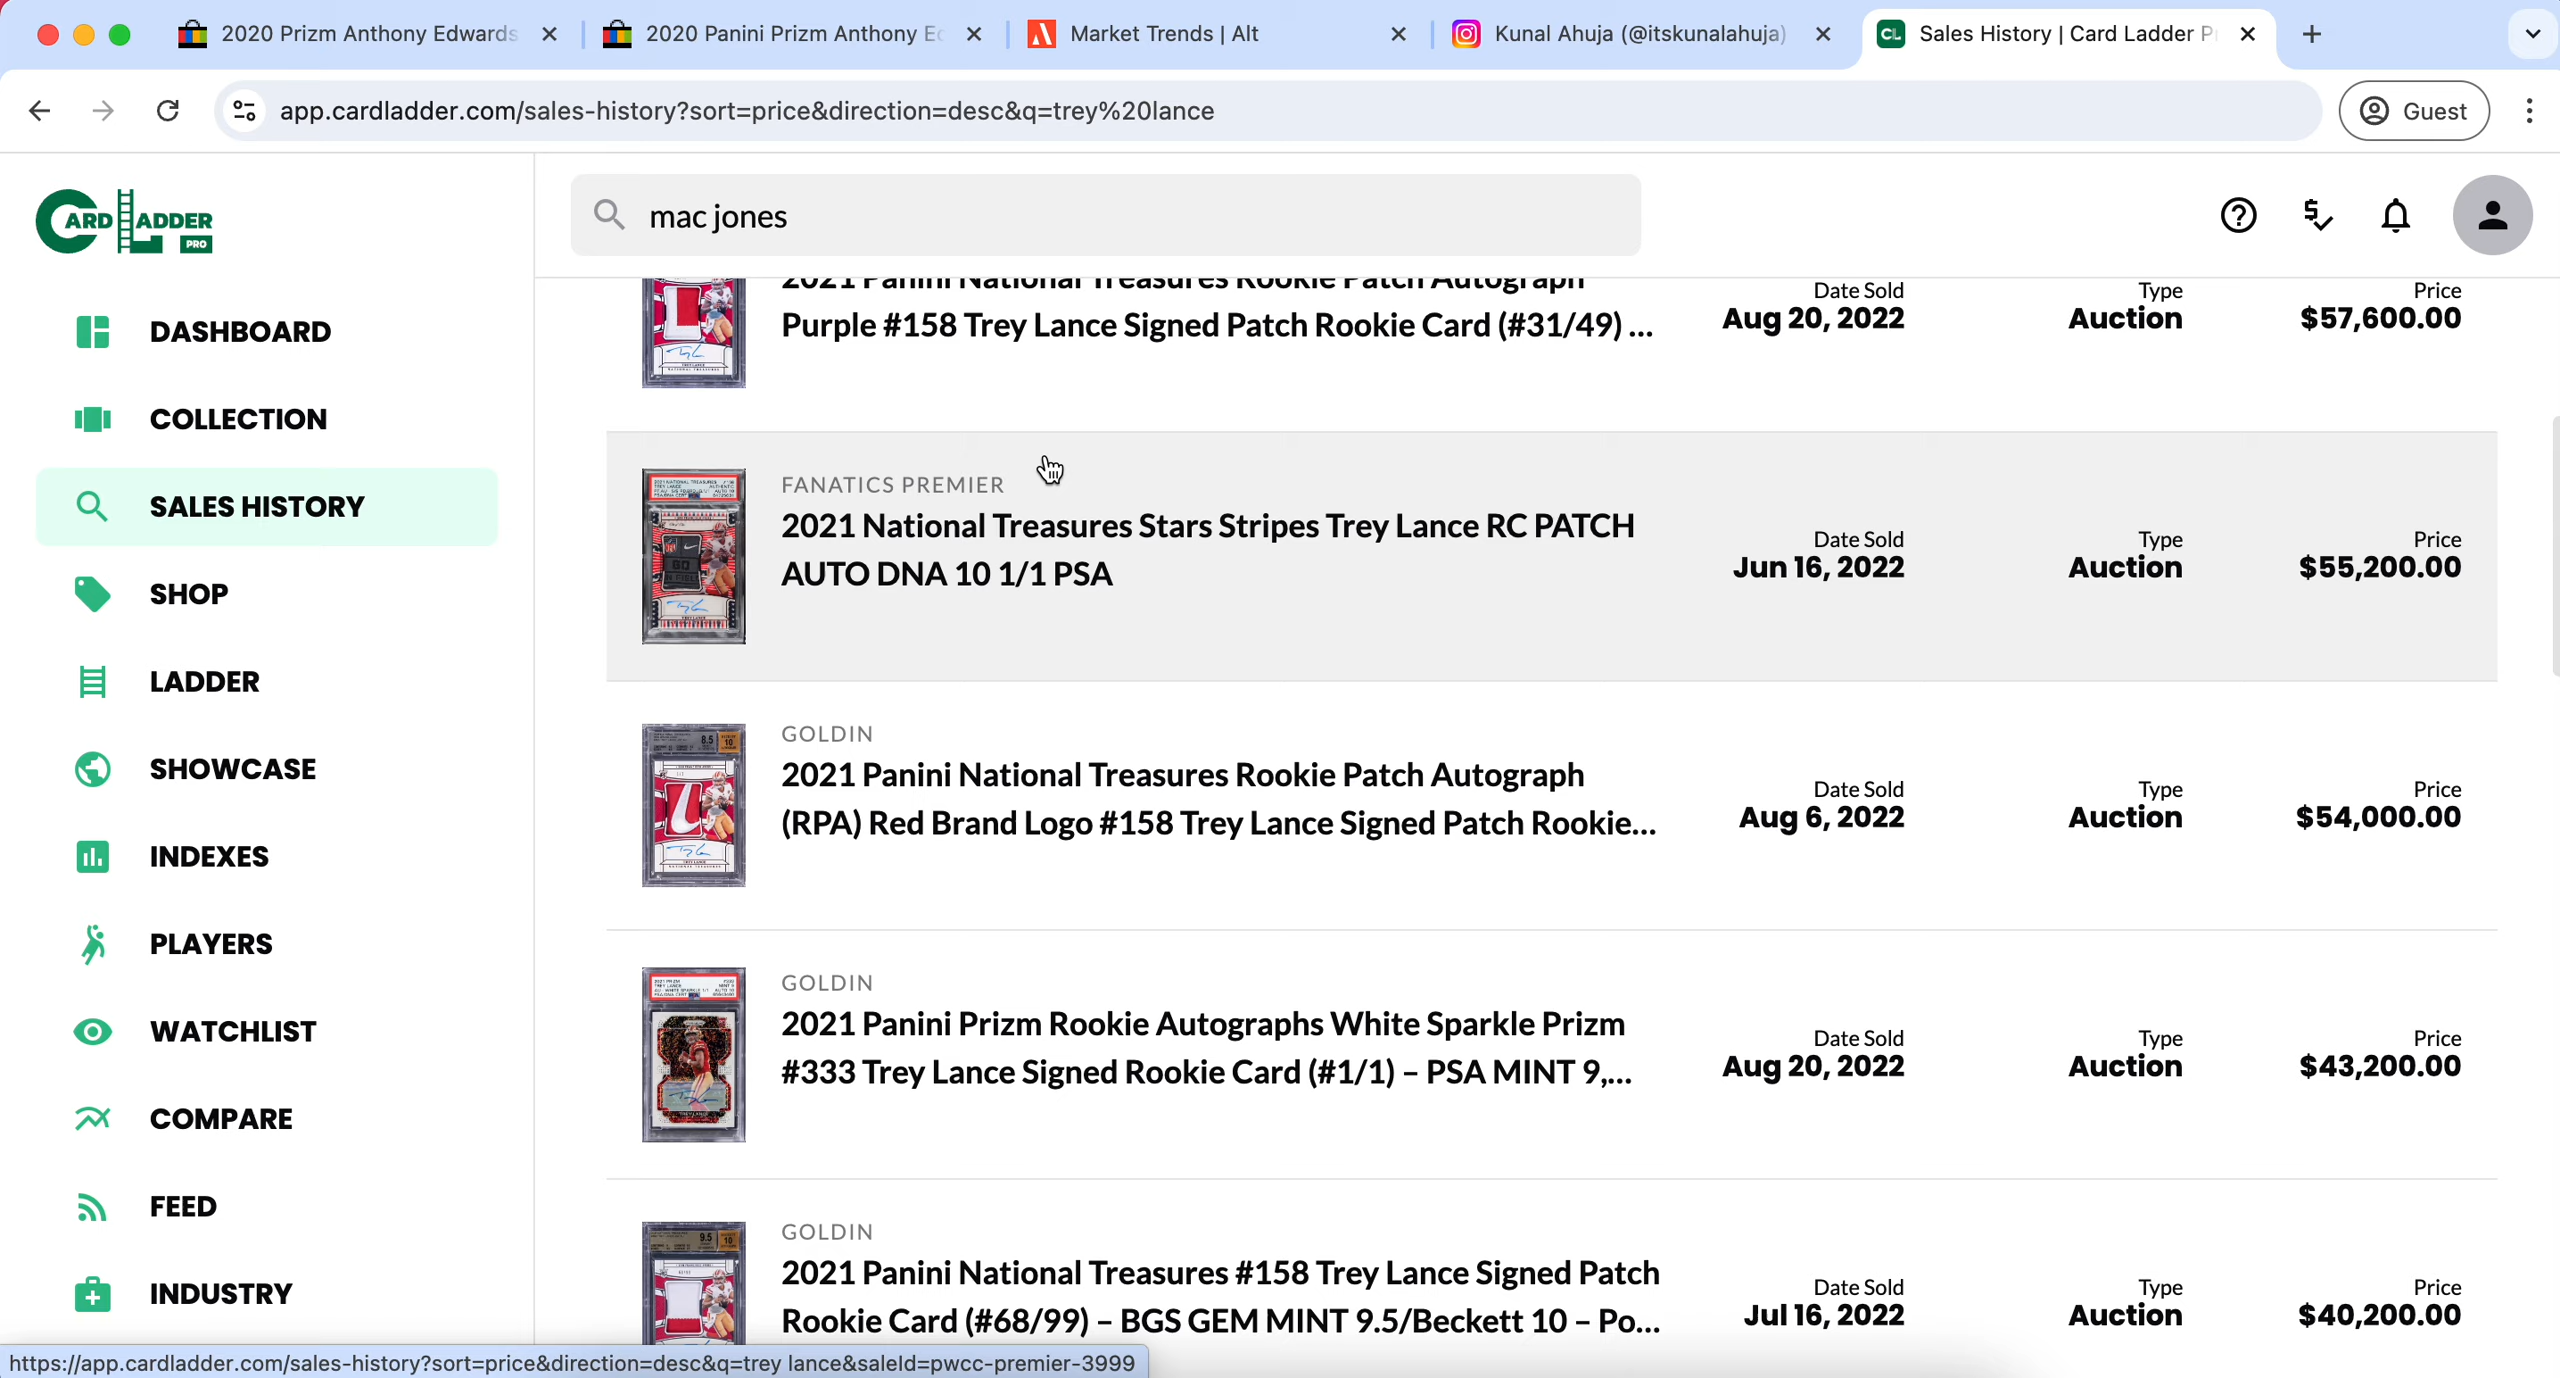 2020 Prizm Anthony Edwards
2020 Panini Prizm Anthony Ed
Market Trends | Alt
Kunal Ahuja (@itskunalahuja)
CL
Sales History | Card Ladder P
app.cardladder.com/sales-history?sort=price&direction=desc&q=trey%20lance
Guest
CARD LADDER
PRO
mac jones
DASHBOARD
COLLECTION
SALES HISTORY
SHOP
LADDER
SHOWCASE
INDEXES
PLAYERS
WATCHLIST
COMPARE
FEED
INDUSTRY
2021 Panini National Treasures Rookie Patch Autograph
Purple #158 Trey Lance Signed Patch Rookie Card (#31/49) ...
Date Sold
Aug 20, 2022
Type
Auction
Price
$57,600.00
FANATICS PREMIER
2021 National Treasures Stars Stripes Trey Lance RC PATCH
AUTO DNA 10 1/1 PSA
Date Sold
Jun 16, 2022
Type
Auction
Price
$55,200.00
GOLDIN
2021 Panini National Treasures Rookie Patch Autograph
(RPA) Red Brand Logo #158 Trey Lance Signed Patch Rookie...
Date Sold
Aug 6, 2022
Type
Auction
Price
$54,000.00
GOLDIN
2021 Panini Prizm Rookie Autographs White Sparkle Prizm
#333 Trey Lance Signed Rookie Card (#1/1) – PSA MINT 9,...
Date Sold
Aug 20, 2022
Type
Auction
Price
$43,200.00
GOLDIN
2021 Panini National Treasures #158 Trey Lance Signed Patch
Rookie Card (#68/99) – BGS GEM MINT 9.5/Beckett 10 – Po...
Date Sold
Jul 16, 2022
Type
Auction
Price
$40,200.00
https://app.cardladder.com/sales-history?sort=price&direction=desc&q=trey lance&saleId=pwcc-premier-3999